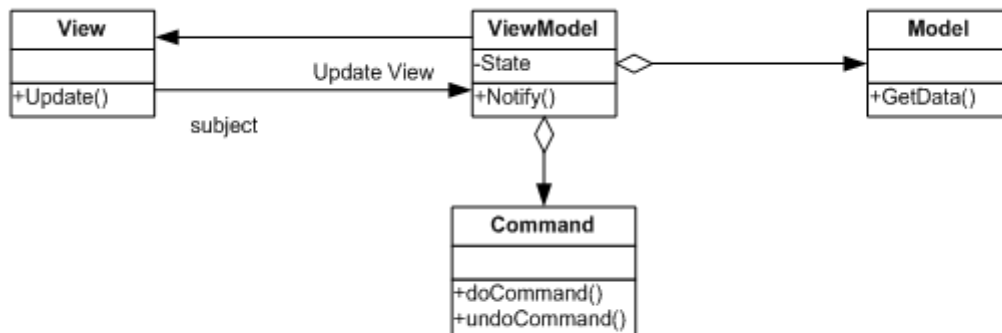 View
+Update()
Update View
subject
ViewModel
-State
+Notify()
Model
+GetData()
Command
+doCommand()
+undoCommand()